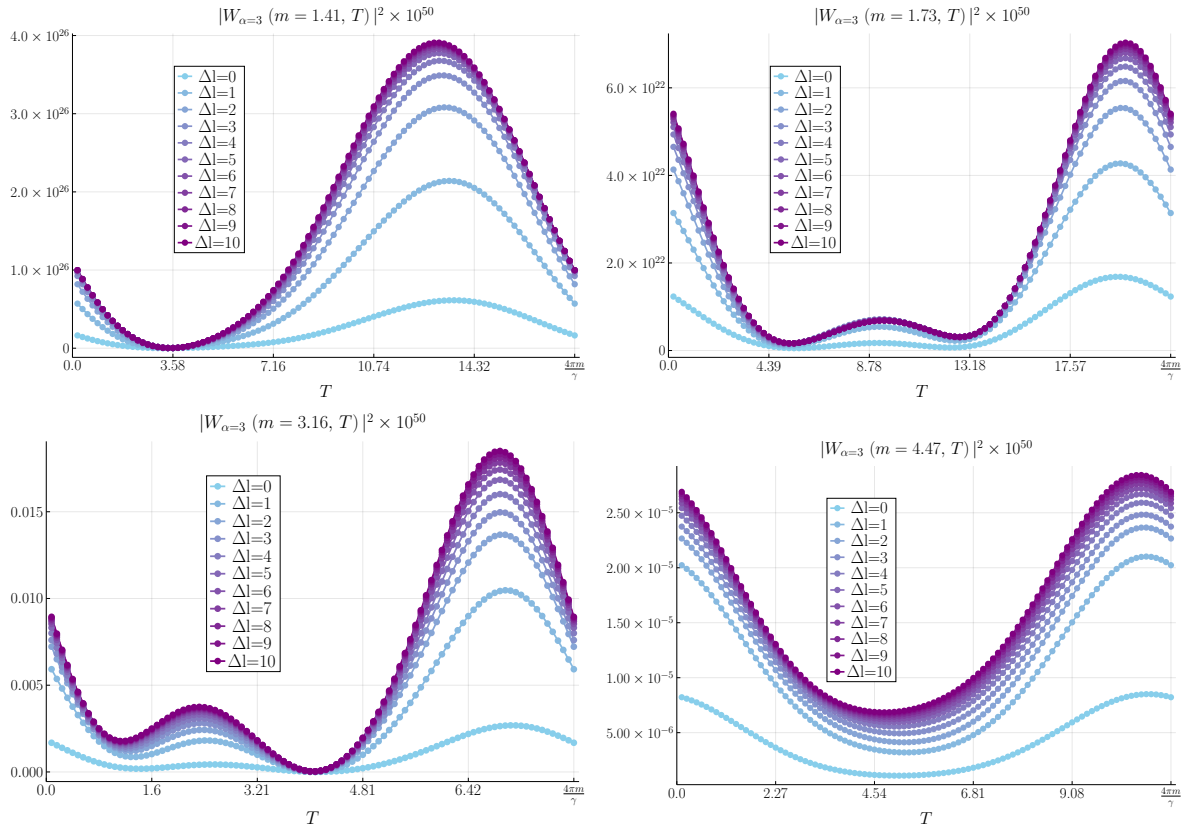 |W_{α=3} (m = 1.41, T)|² × 10⁵⁰
4.0 × 10²⁶
3.0 × 10²⁶
2.0 × 10²⁶
1.0 × 10²⁶
0
Δl=0
Δl=1
Δl=2
Δl=3
Δl=4
Δl=5
Δl=6
Δl=7
Δl=8
Δl=9
Δl=10
0.0 3.58 7.16 10.74 14.32 4πm/γ
T
|W_{α=3} (m = 1.73, T)|² × 10⁵⁰
6.0 × 10²²
4.0 × 10²²
2.0 × 10²²
0
Δl=0
Δl=1
Δl=2
Δl=3
Δl=4
Δl=5
Δl=6
Δl=7
Δl=8
Δl=9
Δl=10
0.0 4.39 8.78 13.18 17.57 4πm/γ
T
|W_{α=3} (m = 3.16, T)|² × 10⁵⁰
0.015
0.010
0.005
0.000
Δl=0
Δl=1
Δl=2
Δl=3
Δl=4
Δl=5
Δl=6
Δl=7
Δl=8
Δl=9
Δl=10
0.0 1.6 3.21 4.81 6.42 4πm/γ
T
|W_{α=3} (m = 4.47, T)|² × 10⁵⁰
2.50 × 10⁻⁵
2.00 × 10⁻⁵
1.50 × 10⁻⁵
1.00 × 10⁻⁵
5.00 × 10⁻⁶
Δl=0
Δl=1
Δl=2
Δl=3
Δl=4
Δl=5
Δl=6
Δl=7
Δl=8
Δl=9
Δl=10
0.0 2.27 4.54 6.81 9.08 4πm/γ
T